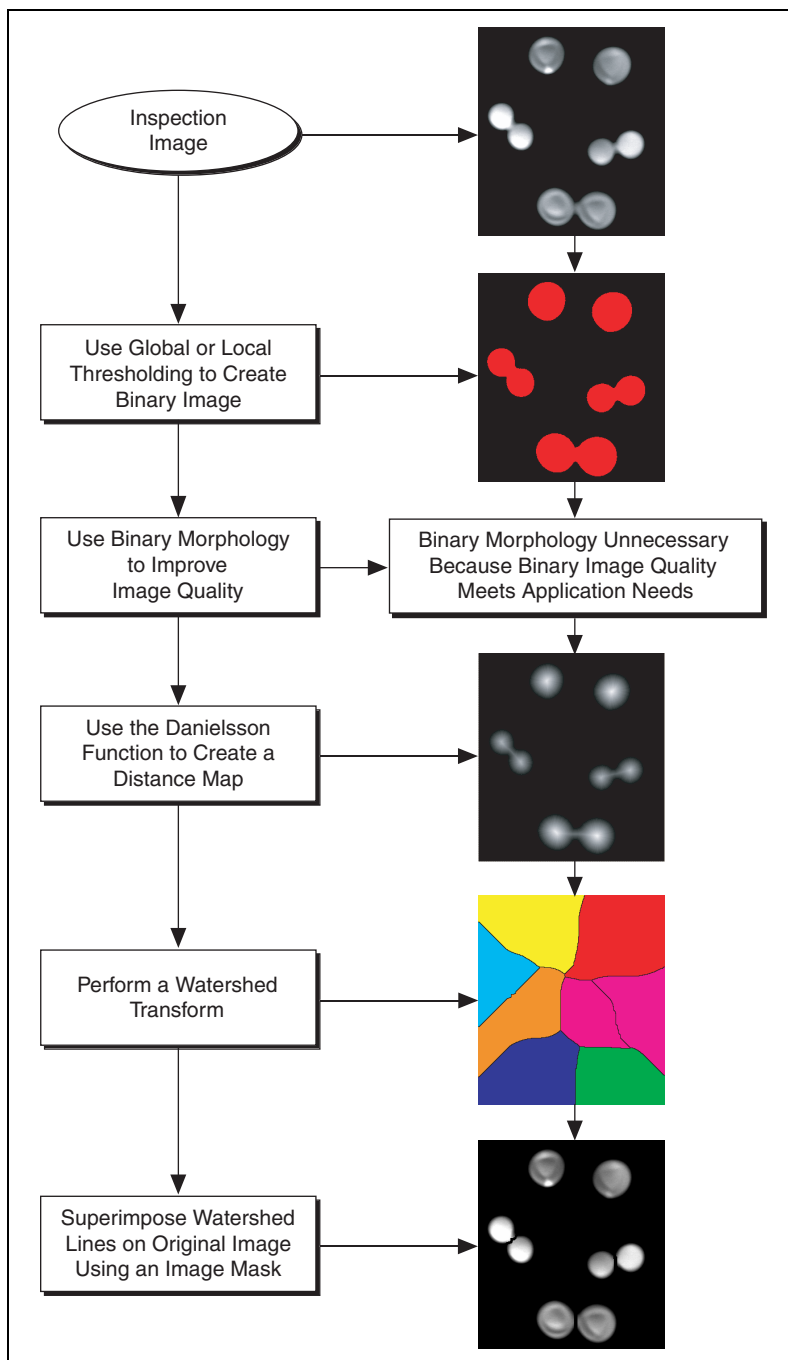 Inspection
Image
Use Global or Local
Thresholding to Create
Binary Image
Use Binary Morphology
to Improve
Image Quality
Binary Morphology Unnecessary
Because Binary Image Quality
Meets Application Needs
Use the Danielsson
Function to Create a
Distance Map
Perform a Watershed
Transform
Superimpose Watershed
Lines on Original Image
Using an Image Mask